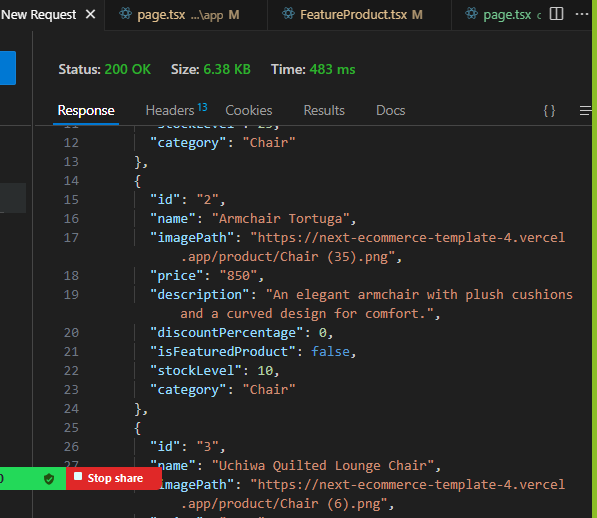 New Request
page.tsx ...\app M
FeatureProduct.tsx M
page.tsx
Status: 200 OK Size: 6.38 KB Time: 483 ms
Response Headers 13 Cookies Results Docs
{ }
11 "stockLevel": 25,
12 "category": "Chair"
13 },
14 {
15 "id": "2",
16 "name": "Armchair Tortuga",
17 "imagePath": "https://next-ecommerce-template-4.vercel
.app/product/Chair (35).png",
18 "price": "850",
19 "description": "An elegant armchair with plush cushions
and a curved design for comfort.",
20 "discountPercentage": 0,
21 "isFeaturedProduct": false,
22 "stockLevel": 10,
23 "category": "Chair"
24 },
25 {
26 "id": "3",
27 "name": "Uchiwa Quilted Lounge Chair",
Stop share
imagePath": "https://next-ecommerce-template-4.vercel
.app/product/Chair (6).png",